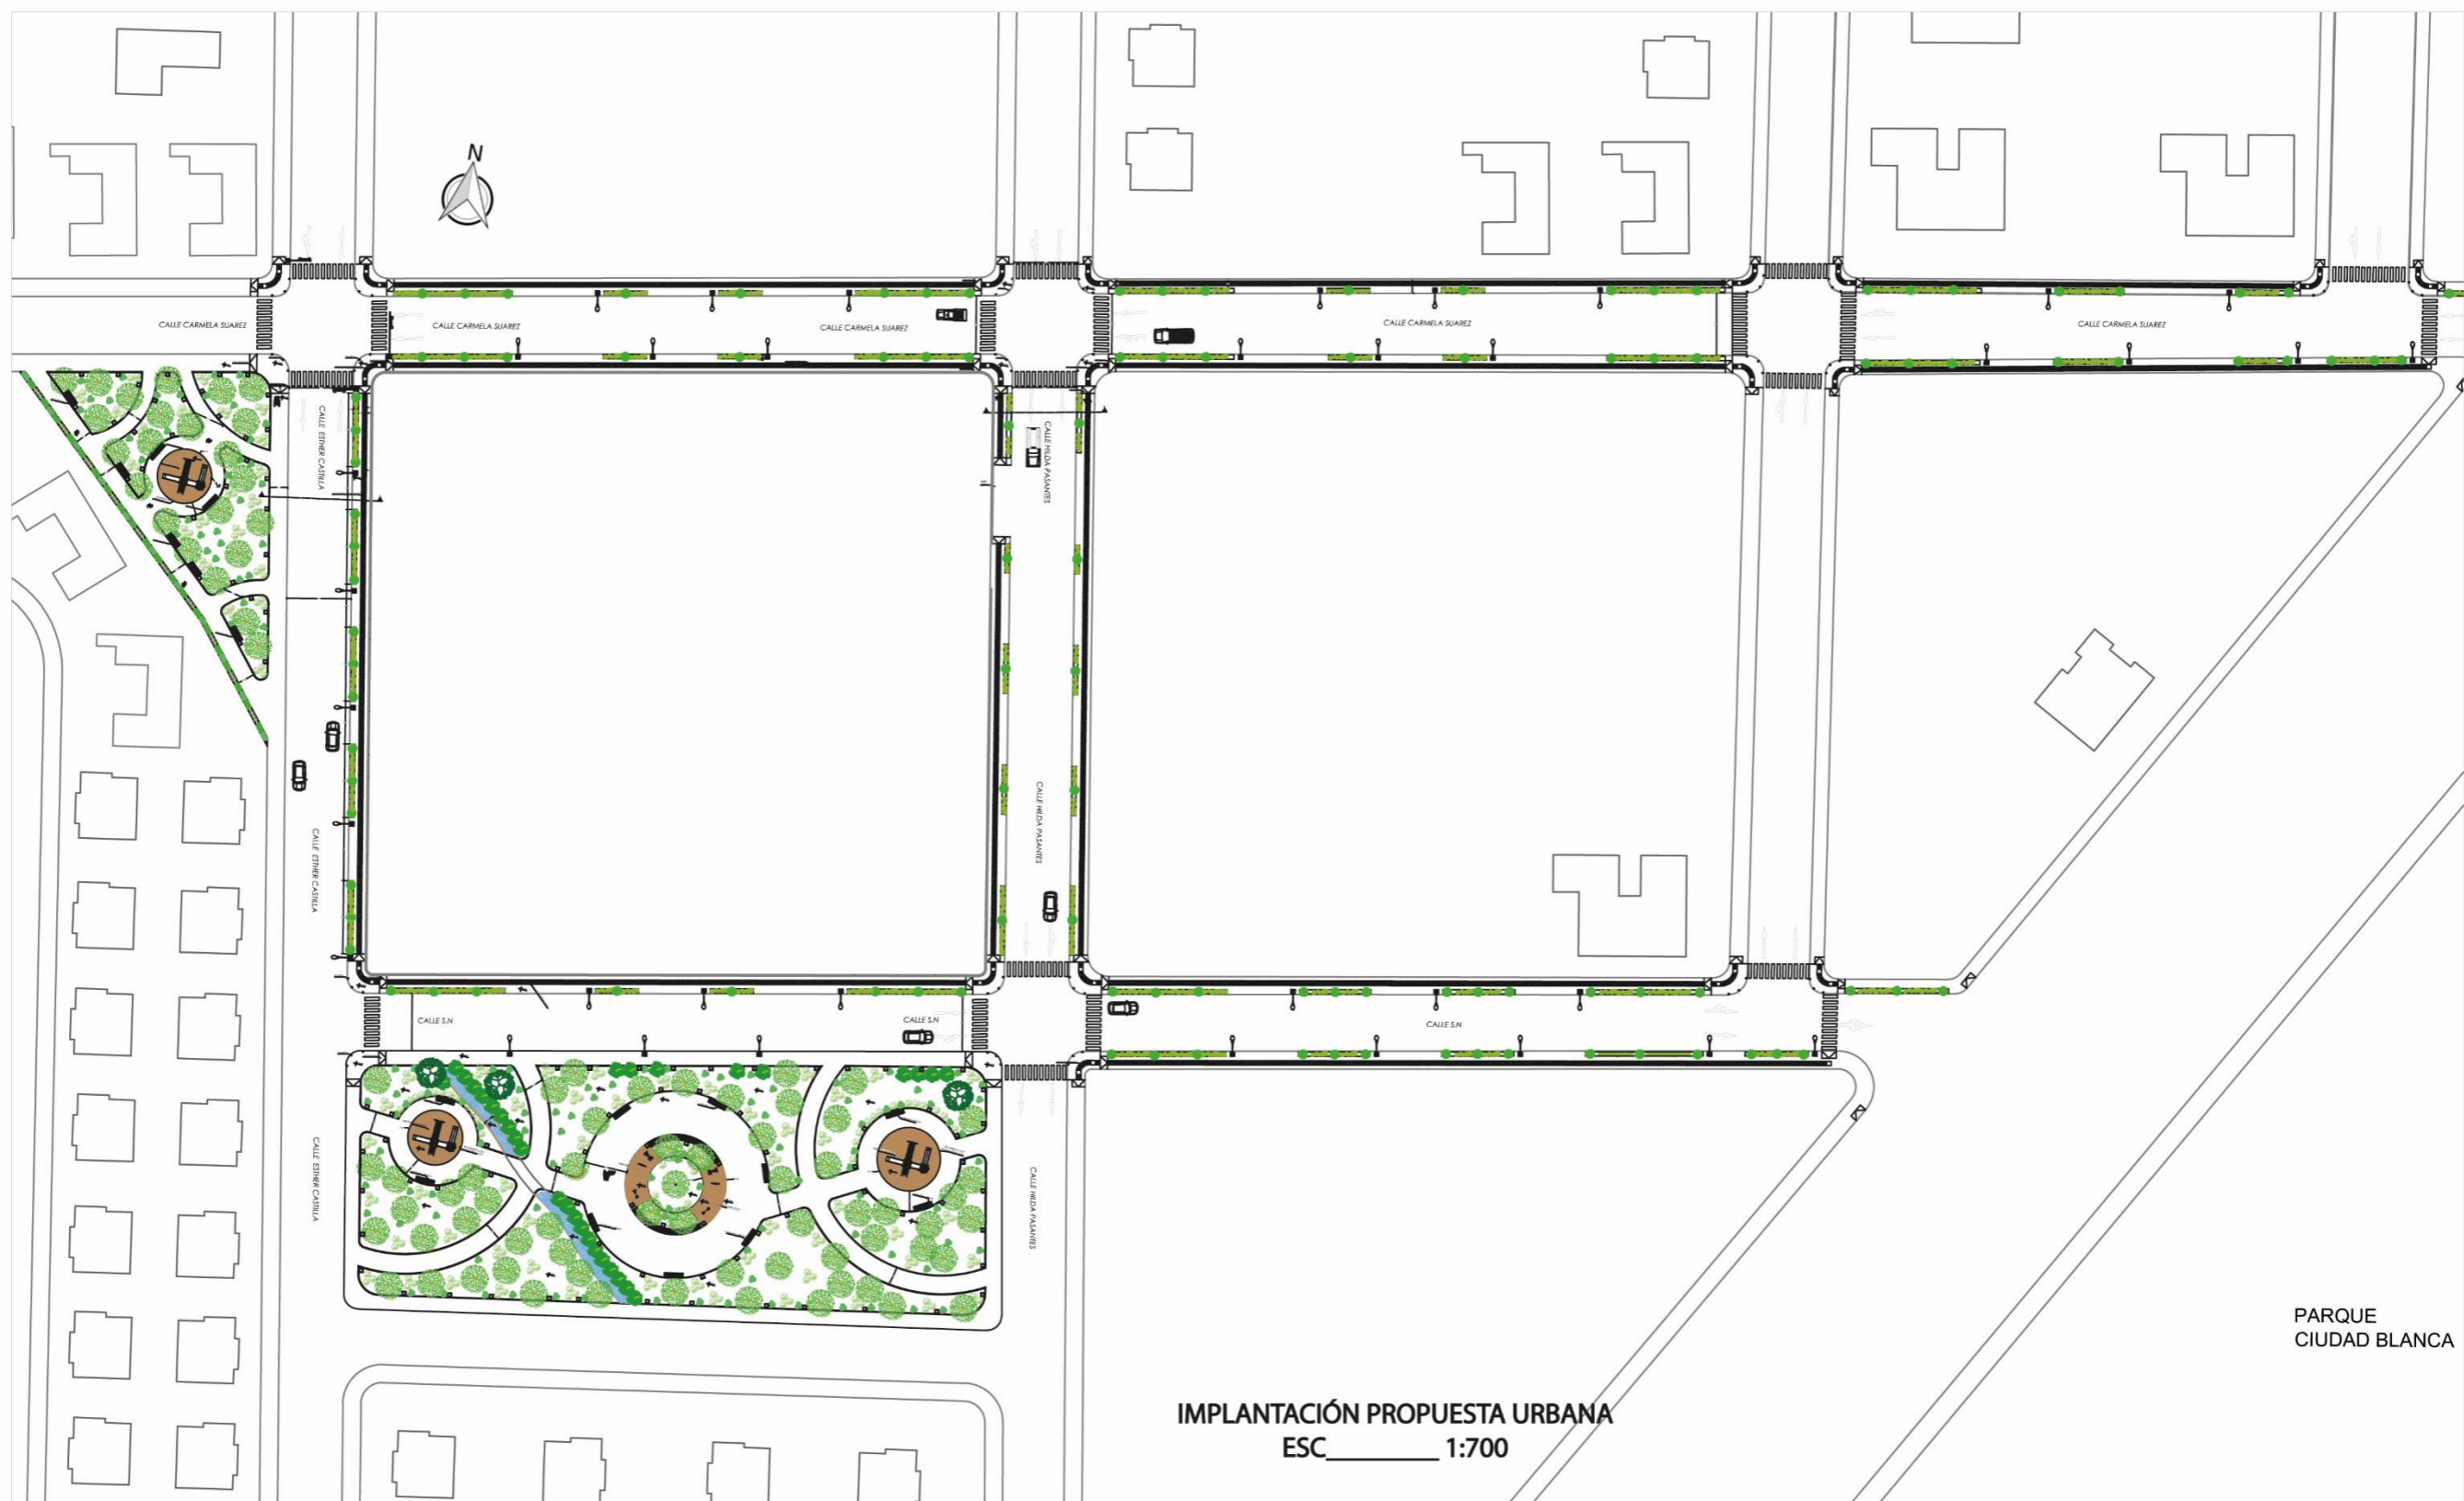 N
CALLE CARMELA SUAREZ
CALLE CARMELA SUAREZ
CALLE CARMELA SUAREZ
CALLE CARMELA SUAREZ
CALLE CARMELA SUAREZ
CALLE ESTHER CASTILLA
CALLE HILDA PASANTES
CALLE HILDA PASANTES
CALLE ESTHER CASTILLA
CALLE S.N
CALLE S.N
CALLE S.N
CALLE ESTHER CASTILLA
CALLE HILDA PASANTES
PARQUE
CIUDAD BLANCA
IMPLANTACIÓN PROPUESTA URBANA
ESC_________ 1:700